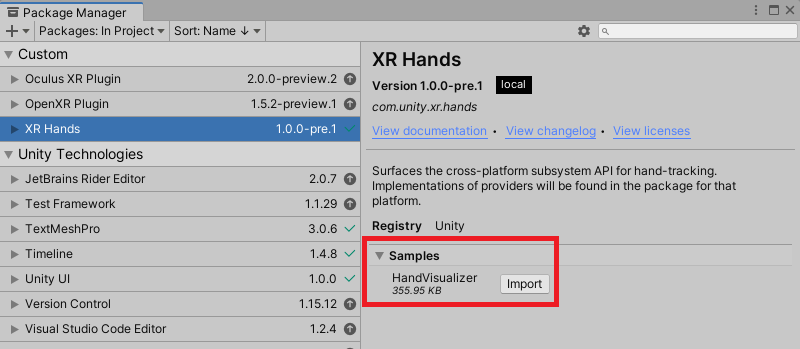 Package Manager
Packages: In Project
Sort: Name ↓
Custom
Oculus XR Plugin 2.0.0-preview.2
OpenXR Plugin 1.5.2-preview.1
XR Hands 1.0.0-pre.1
Unity Technologies
JetBrains Rider Editor 2.0.7
Test Framework 1.1.29
TextMeshPro 3.0.6
Timeline 1.4.8
Unity UI 1.0.0
Version Control 1.15.12
Visual Studio Code Editor 1.2.4
XR Hands
Version 1.0.0-pre.1 local
com.unity.xr.hands
View documentation • View changelog • View licenses
Surfaces the cross-platform subsystem API for hand-tracking.
Implementations of providers will be found in the package for that
platform.
Registry Unity
Samples
HandVisualizer
355.95 KB
Import